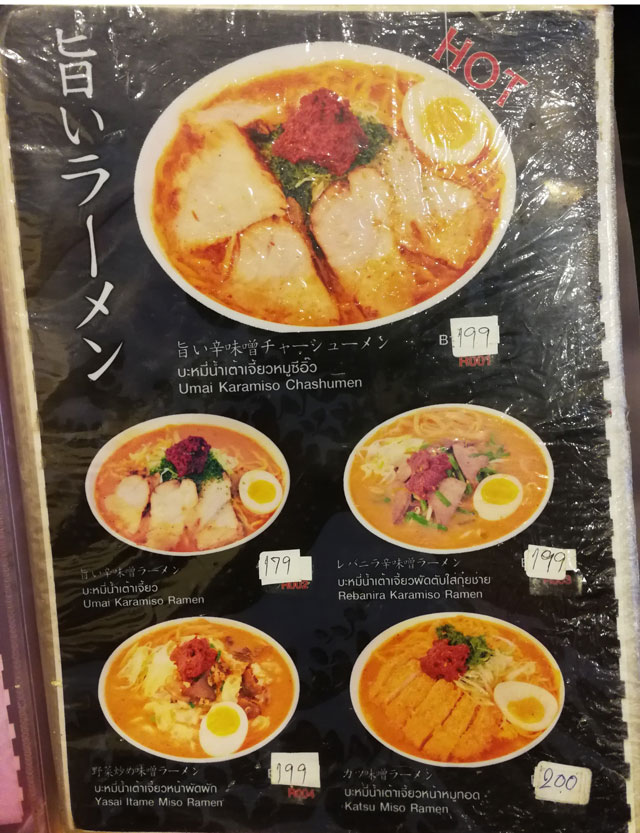 旨いラーメン
HOT
旨い辛味噌チャーシューメン
B 199
บะหมี่น้ำเต้าเจี้ยวหมูซีอิ๊ว
R001
Umai Karamiso Chashumen
旨い辛味噌ラーメン
179
บะหมี่น้ำเต้าเจี้ยว
R002
Umai Karamiso Ramen
レバニラ辛味噌ラーメン
199
บะหมี่น้ำเต้าเจี้ยวผัดตับใส่กุยช่าย
Rebanira Karamiso Ramen
野菜炒め味噌ラーメン
199
บะหมี่น้ำเต้าเจี้ยวหน้าผัดผัก
R004
Yasai Itame Miso Ramen
カツ味噌ラーメン
200
บะหมี่น้ำเต้าเจี้ยวหน้าหมูทอด
Katsu Miso Ramen